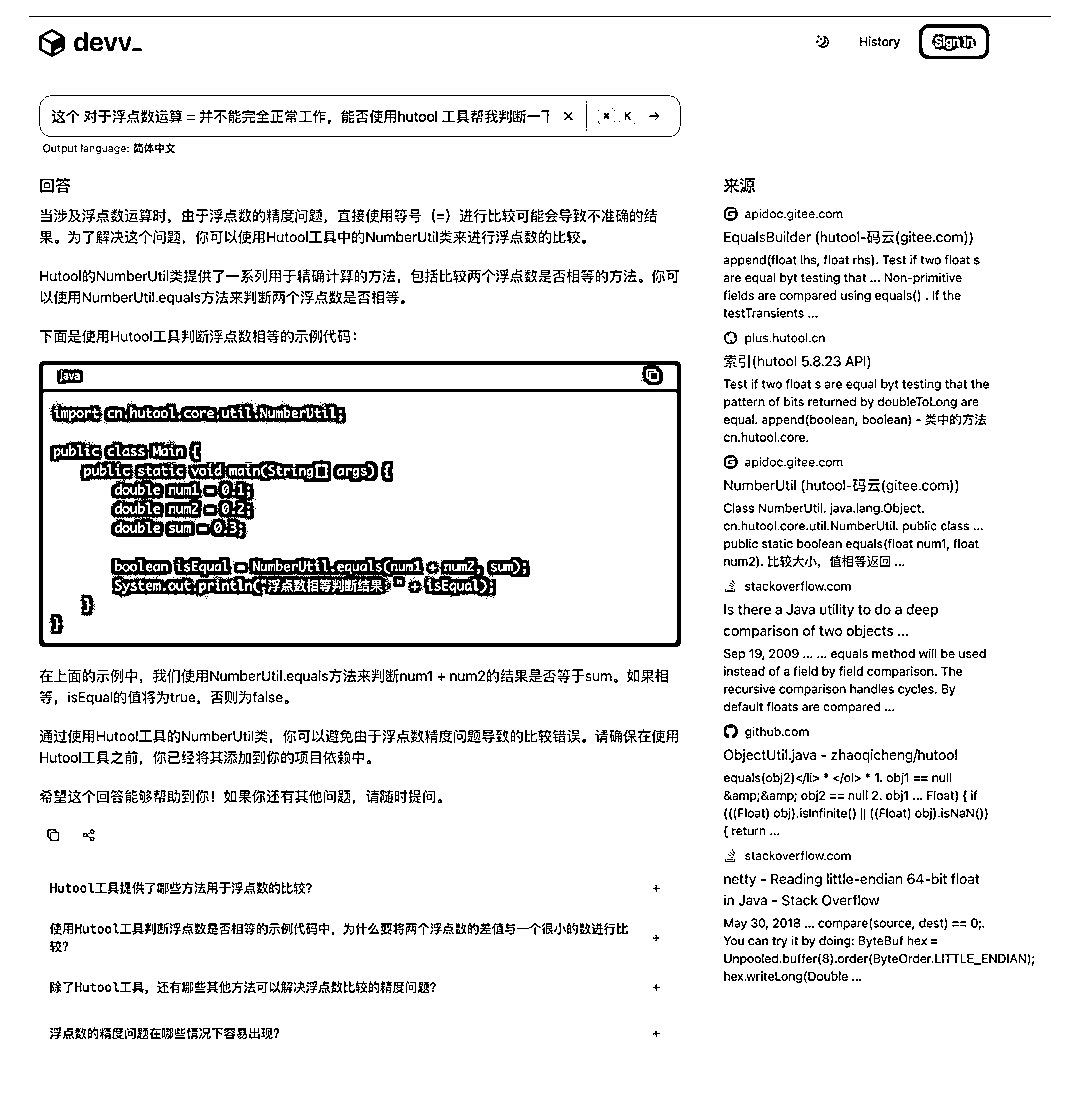 devv_
History
Sign In
这个 对于浮点数运算 = 并不能完全正常工作，能否使用hutool 工具帮我判断一下
K
Output language: 简体中文
回答
当涉及浮点数运算时，由于浮点数的精度问题，直接使用等号（=）进行比较可能会导致不准确的结
果。为了解决这个问题，你可以使用Hutool工具中的NumberUtil类来进行浮点数的比较。
Hutool的NumberUtil类提供了一系列用于精确计算的方法，包括比较两个浮点数是否相等的方法。你可
以使用NumberUtil.equals方法来判断两个浮点数是否相等。
下面是使用Hutool工具判断浮点数相等的示例代码：
java
import cn.hutool.core.util.NumberUtil;
public class Main {
public static void main(String[] args) {
double num1 = 0.1;
double num2 = 0.2;
double sum = 0.3;
boolean isEqual = NumberUtil.equals(num1 + num2, sum);
System.out.println("浮点数相等判断结果：" + isEqual);
}
}
在上面的示例中，我们使用NumberUtil.equals方法来判断num1 + num2的结果是否等于sum。如果相
等，isEqual的值将为true，否则为false。
通过使用Hutool工具的NumberUtil类，你可以避免由于浮点数精度问题导致的比较错误。请确保在使用
Hutool工具之前，你已经将其添加到你的项目依赖中。
希望这个回答能够帮助到你！如果你还有其他问题，请随时提问。
Hutool工具提供了哪些方法用于浮点数的比较?
+
使用Hutool工具判断浮点数是否相等的示例代码中，为什么要将两个浮点数的差值与一个很小的数进行比
较?
+
除了Hutool工具，还有哪些其他方法可以解决浮点数比较的精度问题?
+
浮点数的精度问题在哪些情况下容易出现?
+
来源
apidoc.gitee.com
EqualsBuilder (hutool-码云(gitee.com))
append(float lhs, float rhs). Test if two float s
are equal byt testing that ... Non-primitive
fields are compared using equals() . If the
testTransients ...
plus.hutool.cn
索引(hutool 5.8.23 API)
Test if two float s are equal byt testing that the
pattern of bits returned by doubleToLong are
equal. append(boolean, boolean) - 类中的方法
cn.hutool.core.
apidoc.gitee.com
NumberUtil (hutool-码云(gitee.com))
Class NumberUtil. java.lang.Object.
cn.hutool.core.util.NumberUtil. public class ...
public static boolean equals(float num1, float
num2). 比较大小，值相等返回 ...
stackoverflow.com
Is there a Java utility to do a deep
comparison of two objects ...
Sep 19, 2009 ... ... equals method will be used
instead of a field by field comparison. The
recursive comparison handles cycles. By
default floats are compared ...
github.com
ObjectUtil.java - zhaoqicheng/hutool
equals(obj2)</li> * </ol> * 1. obj1 == null
&amp;&amp; obj2 == null 2. obj1 ... Float) { if
(((Float) obj).isInfinite() || ((Float) obj).isNaN())
{ return ...
stackoverflow.com
netty - Reading little-endian 64-bit float
in Java - Stack Overflow
May 30, 2018 ... compare(source, dest) == 0;.
You can try it by doing: ByteBuf hex =
Unpooled.buffer(8).order(ByteOrder.LITTLE_ENDIAN);
hex.writeLong(Double ...